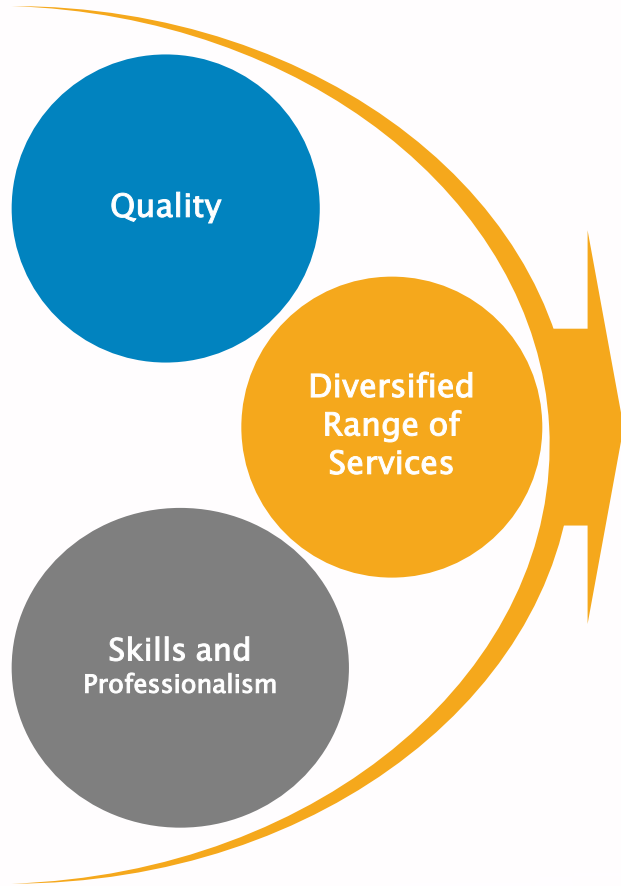 Quality
Diversified
Range of
Services
Skills and
Professionalism